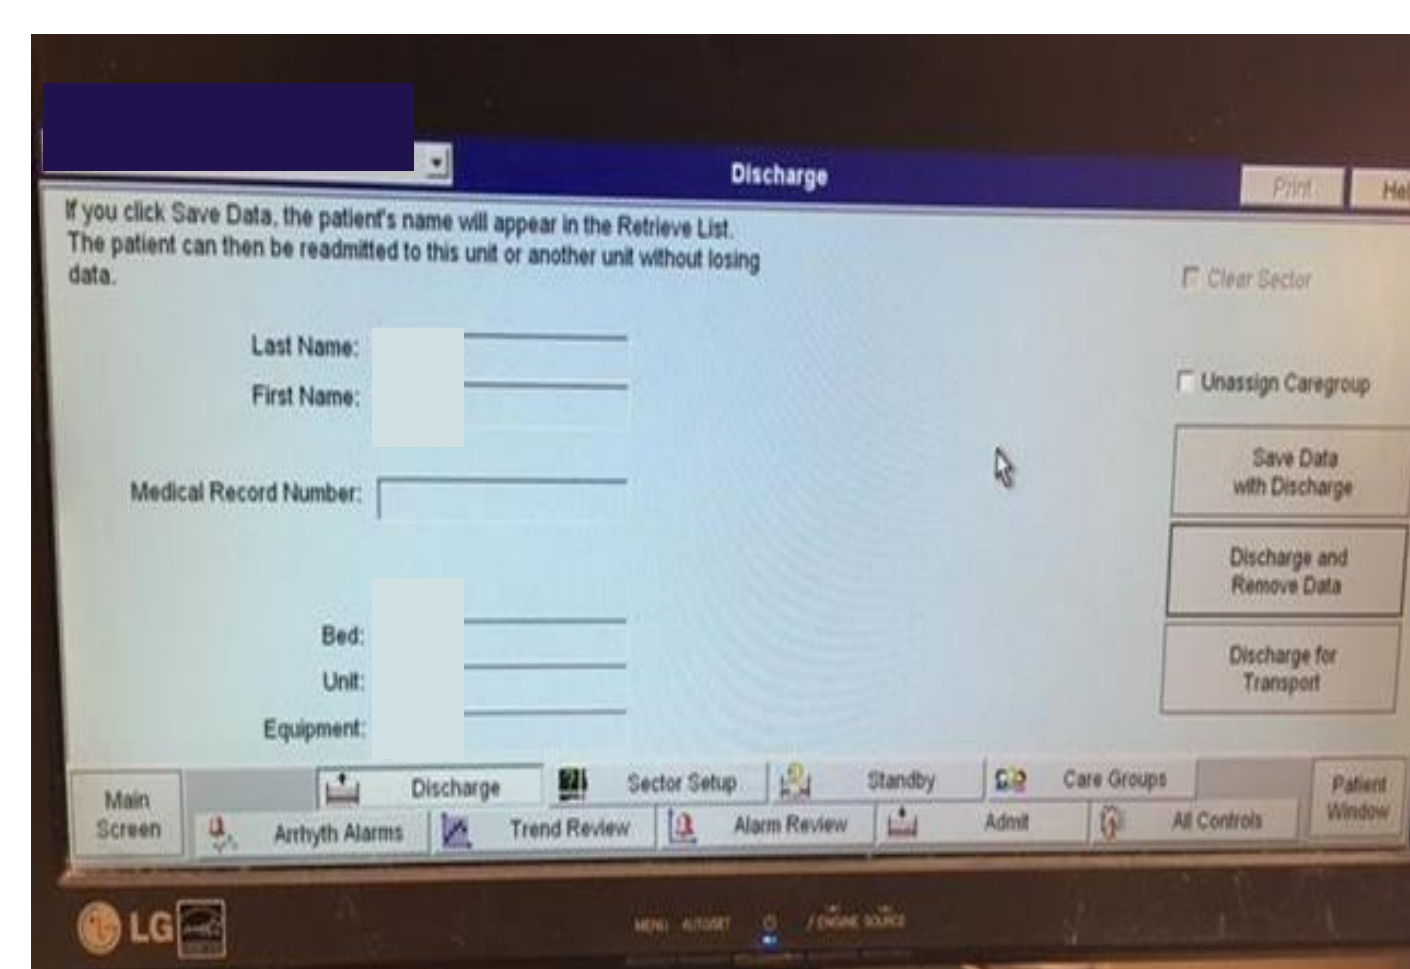 Discharge
Print
Hel
If you click Save Data, the patient's name will appear in the Retrieve List.
The patient can then be readmitted to this unit or another unit without losing
data.
Clear Sector
Last Name:
First Name:
Unassign Caregroup
Medical Record Number:
Save Data
with Discharge
Discharge and
Remove Data
Bed:
Unit:
Equipment:
Discharge for
Transport
Main
Screen
Discharge
Sector Setup
Standby
Care Groups
Patient
Window
Arrhyth Alarms
Trend Review
Alarm Review
Admit
All Controls
LG
MENU AUTOSET / ENGINE SOURCE